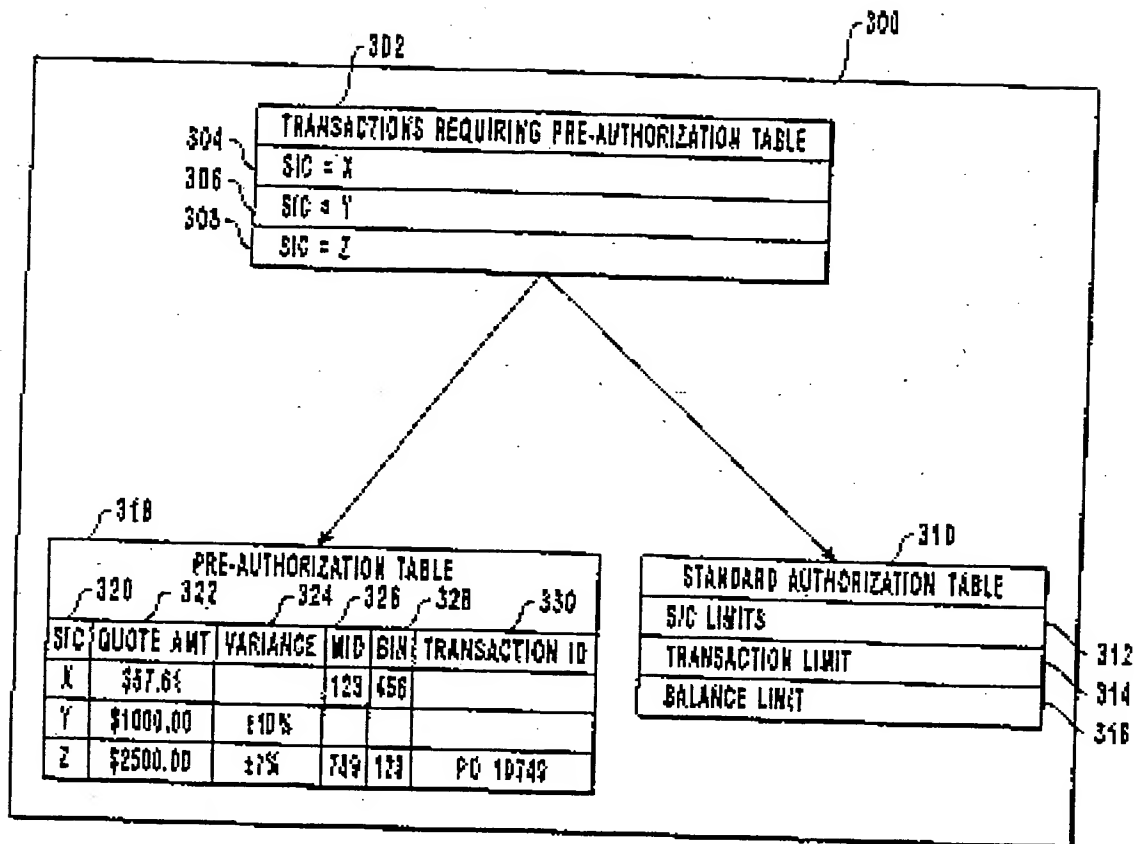 300
302
TRANSACTIONS REQUIRING PRE-AUTHORIZATION TABLE
304
SIC = X
306
SIC = Y
308
SIC = Z
318
PRE-AUTHORIZATION TABLE
320 322 324 326 328 330
SIC QUOTE AMT VARIANCE MID BIN TRANSACTION ID
X 123 456
Y $1000.00 ±10%
Z $2500.00 789 123 PO
310
STANDARD AUTHORIZATION TABLE
SIC LIMITS
312
TRANSACTION LIMIT
314
BALANCE LIMIT
316